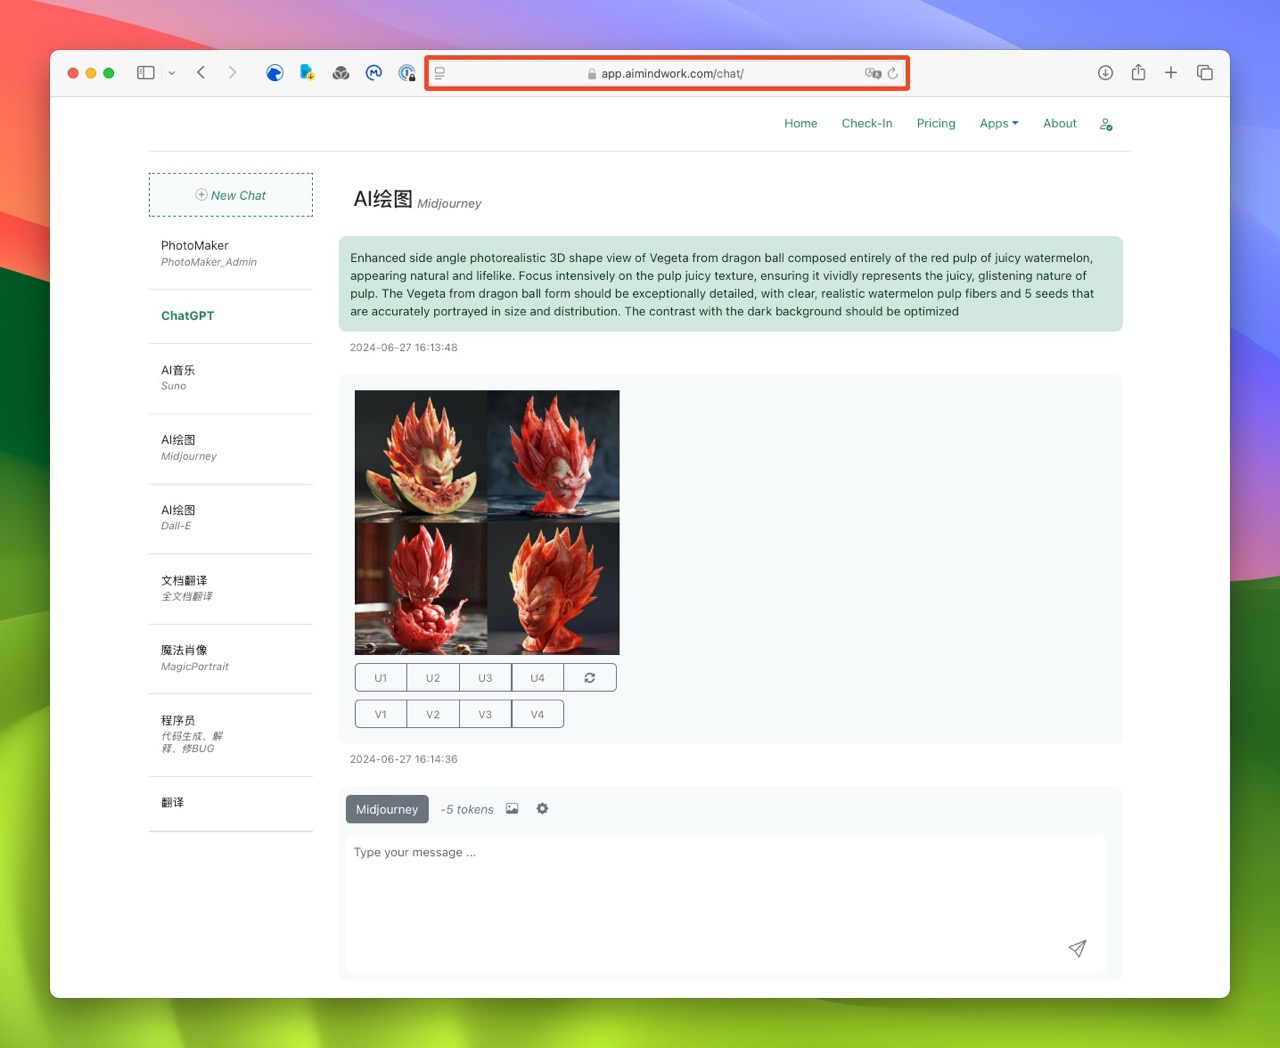 app.aimindwork.com/chat/
Home
Check-In
Pricing
Apps
About
New Chat
PhotoMaker
PhotoMaker_Admin
ChatGPT
AI音乐
Suno
AI绘图
Midjourney
AI绘图
Dall-E
文档翻译
全文档翻译
魔法肖像
MagicPortrait
程序员
代码生成、解
释、修BUG
翻译
AI绘图 Midjourney
Enhanced side angle photorealistic 3D shape view of Vegeta from dragon ball composed entirely of the red pulp of juicy watermelon,
appearing natural and lifelike. Focus intensively on the pulp juicy texture, ensuring it vividly represents the juicy, glistening nature of
pulp. The Vegeta from dragon ball form should be exceptionally detailed, with clear, realistic watermelon pulp fibers and 5 seeds that
are accurately portrayed in size and distribution. The contrast with the dark background should be optimized
2024-06-27 16:13:48
U1 U2 U3 U4
V1 V2 V3 V4
2024-06-27 16:14:36
Midjourney -5 tokens
Type your message ...